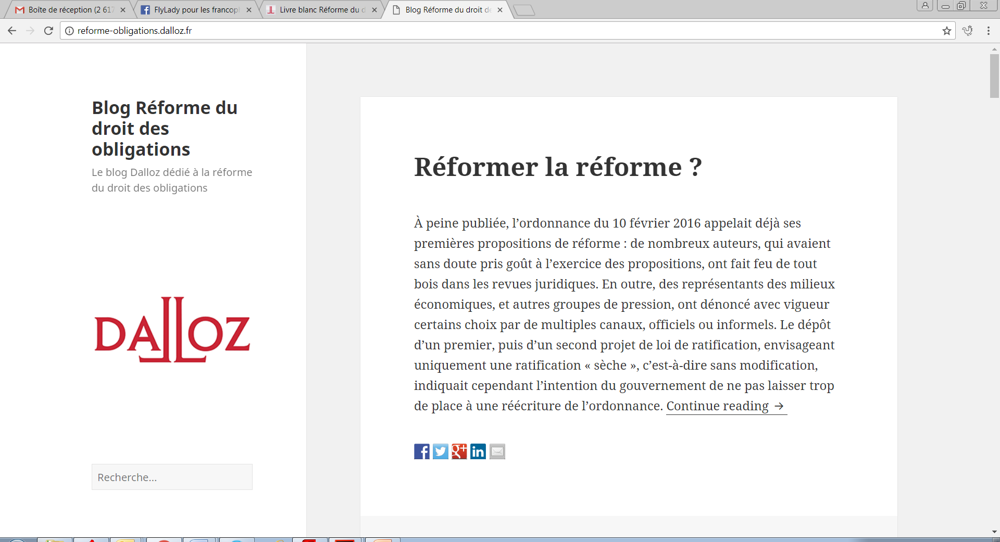 Boîte de réception (2 617
FlyLady pour les francoph
Livre blanc Réforme du d
Blog Réforme du droit de
reforme-obligations.dalloz.fr
Blog Réforme du
droit des
obligations
Le blog Dalloz dédié à la réforme
du droit des obligations
DALLOZ
Recherche...
Réformer la réforme ?
À peine publiée, l’ordonnance du 10 février 2016 appelait déjà ses
premières propositions de réforme : de nombreux auteurs, qui avaient
sans doute pris goût à l’exercice des propositions, ont fait feu de tout
bois dans les revues juridiques. En outre, des représentants des milieux
économiques, et autres groupes de pression, ont dénoncé avec vigueur
certains choix par de multiples canaux, officiels ou informels. Le dépôt
d’un premier, puis d’un second projet de loi de ratification, envisageant
uniquement une ratification « sèche », c’est-à-dire sans modification,
indiquait cependant l’intention du gouvernement de ne pas laisser trop
de place à une réécriture de l’ordonnance. Continue reading →